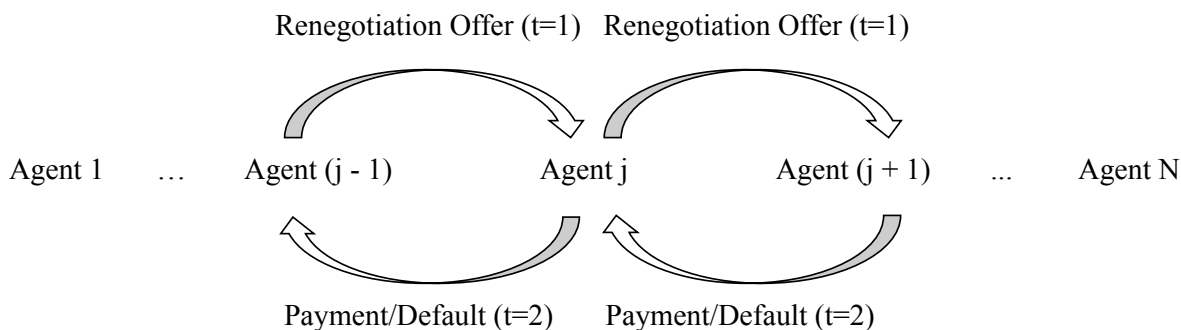 Renegotiation Offer (t=1) Renegotiation Offer (t=1)
Agent 1 … Agent (j - 1) Agent j Agent (j + 1) ... Agent N
Payment/Default (t=2) Payment/Default (t=2)